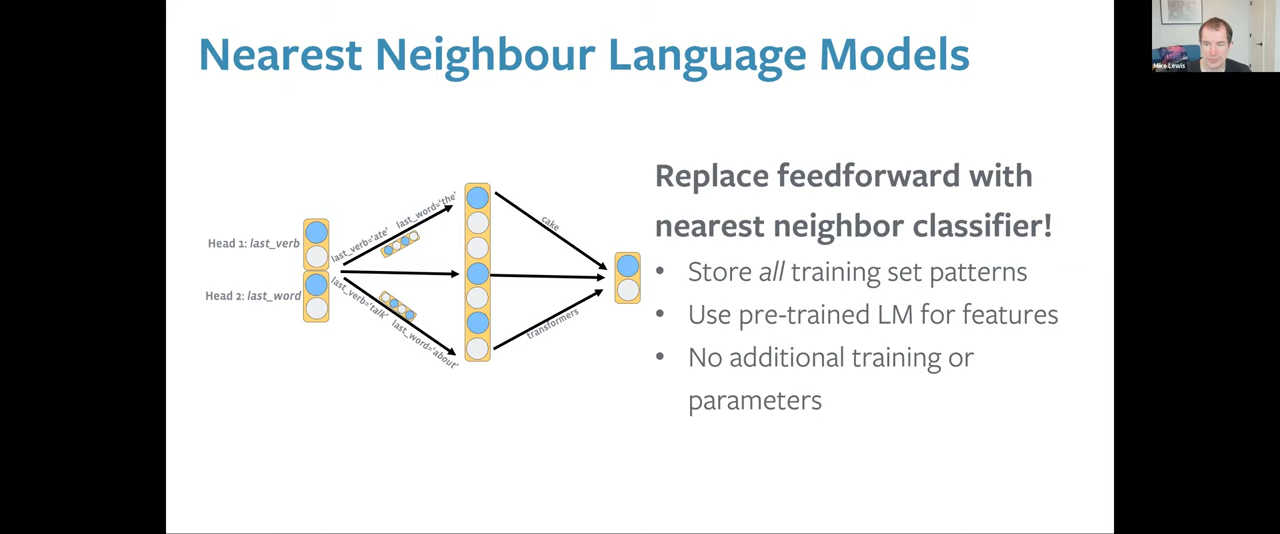 Nearest Neighbour Language Models
Mike Lewis
Replace feedforward with
nearest neighbor classifier!
• Store all training set patterns
• Use pre-trained LM for features
• No additional training or
parameters
Head 1: last_verb
Head 2: last_word
last_verb='ate' last_word='the'
last_verb='talk' last_word='about'
cake
transformers